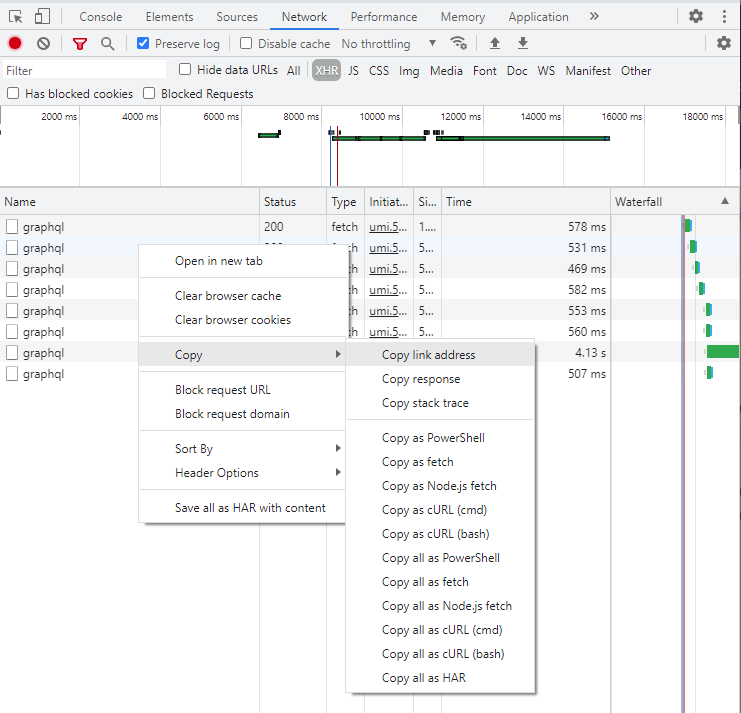 Console Elements Sources Network Performance Memory Application »
Preserve log Disable cache No throttling
Filter Hide data URLs All XHR JS CSS Img Media Font Doc WS Manifest Other
Has blocked cookies Blocked Requests
2000 ms 4000 ms 6000 ms 8000 ms 10000 ms 12000 ms 14000 ms 16000 ms 18000 ms
Name Status Type Initiat... Si... Time Waterfall
graphql 200 fetch umi.5... 1.... 578 ms
graphql umi.5... 5... 531 ms
graphql umi.5... 5... 469 ms
graphql umi.5... 5... 582 ms
graphql umi.5... 5... 553 ms
graphql umi.5... 5... 560 ms
graphql 4.13 s
graphql 507 ms
Open in new tab
Clear browser cache
Clear browser cookies
Copy
Block request URL
Block request domain
Sort By
Header Options
Save all as HAR with content
Copy link address
Copy response
Copy stack trace
Copy as PowerShell
Copy as fetch
Copy as Node.js fetch
Copy as cURL (cmd)
Copy as cURL (bash)
Copy all as PowerShell
Copy all as fetch
Copy all as Node.js fetch
Copy all as cURL (cmd)
Copy all as cURL (bash)
Copy all as HAR